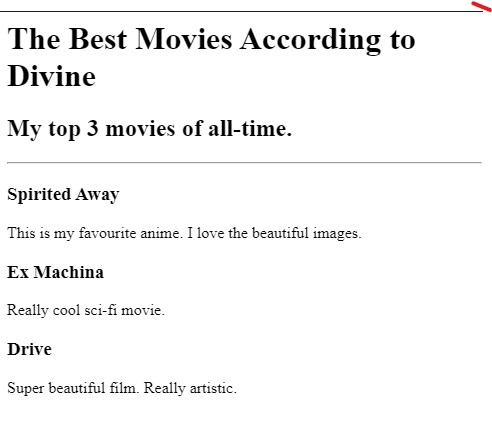 The Best Movies According to
Divine
My top 3 movies of all-time.
Spirited Away
This is my favourite anime. I love the beautiful images.
Ex Machina
Really cool sci-fi movie.
Drive
Super beautiful film. Really artistic.